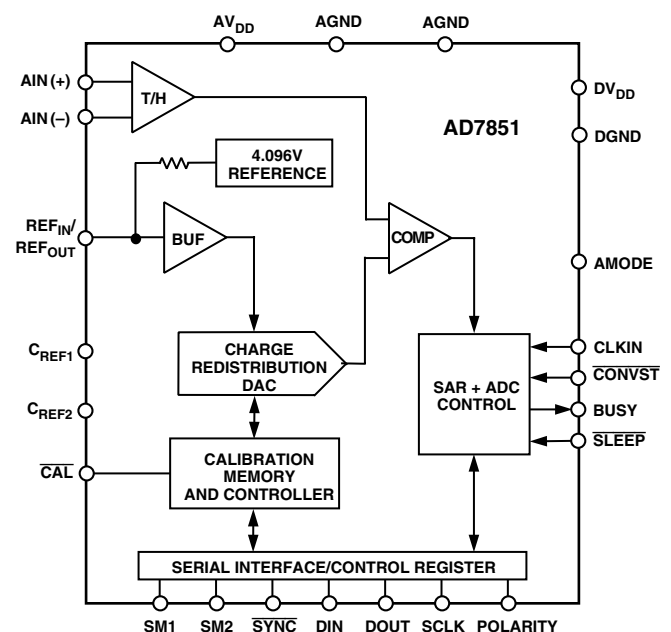 AVDD AGND AGND
AIN (+)
AIN (–)
T/H
AD7851
DVDD
DGND
4.096V
REFERENCE
REFIN/
REFOUT
BUF
COMP
AMODE
CREF1
CREF2
CHARGE
REDISTRIBUTION
DAC
SAR + ADC
CONTROL
CLKIN
CONVST
BUSY
SLEEP
CAL
CALIBRATION
MEMORY
AND CONTROLLER
SERIAL INTERFACE/CONTROL REGISTER
SM1 SM2 SYNC DIN DOUT SCLK POLARITY